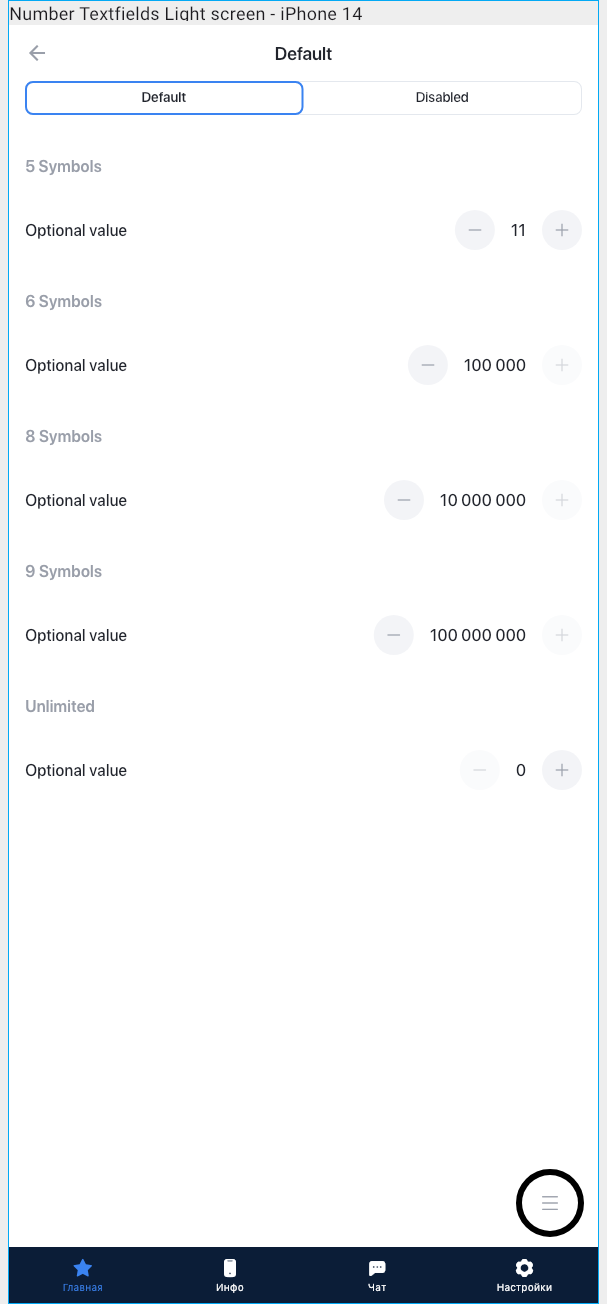 Number Textfields Light screen - iPhone 14
Default
Default Disabled
5 Symbols
Optional value 11
6 Symbols
Optional value 100 000
8 Symbols
Optional value 10 000 000
9 Symbols
Optional value 100 000 000
Unlimited
Optional value 0
Главная Инфо Чат Настройки